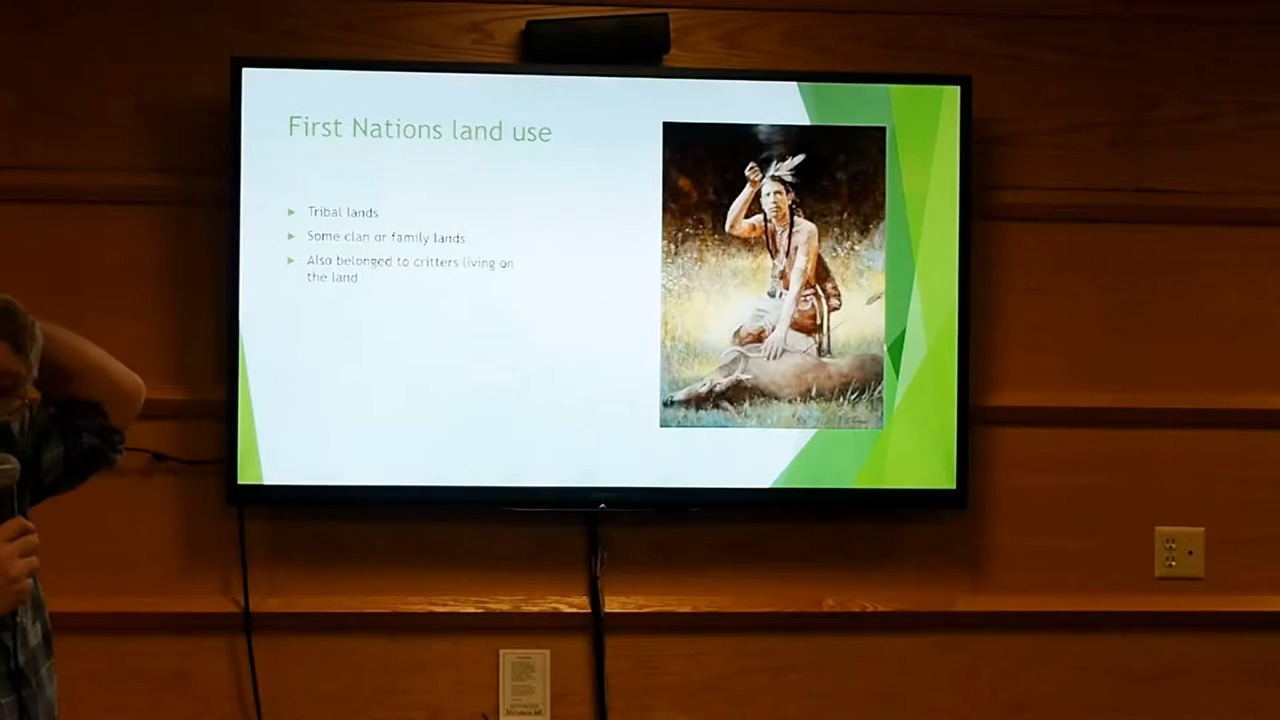 First Nations land use
Tribal lands
Some clan or family lands
Also belonged to critters living on
the land